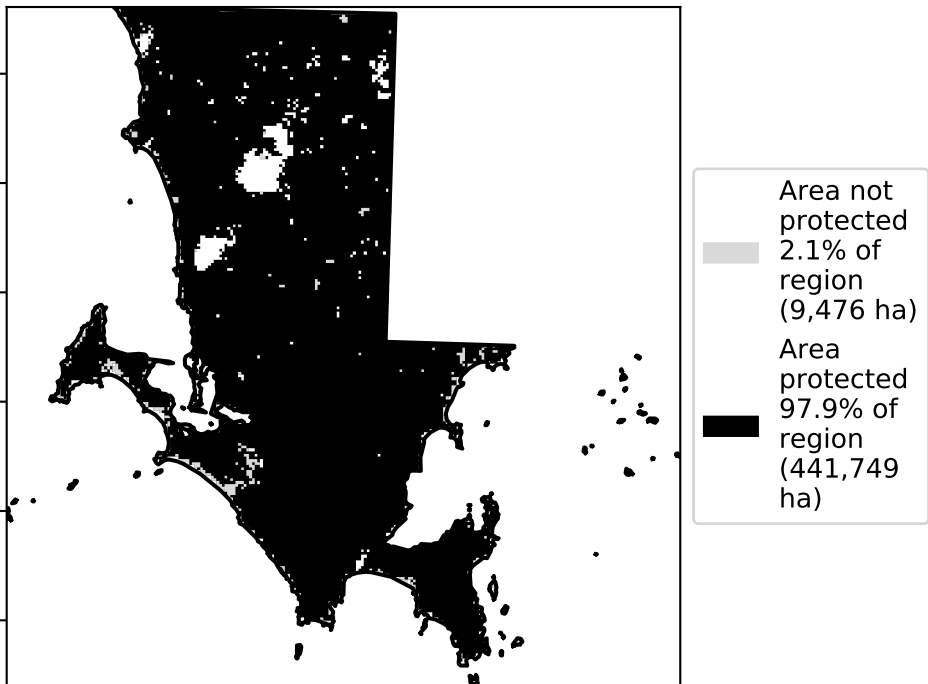 Area not
protected
2.1% of
region
(9,476 ha)
Area
protected
97.9% of
region
(441,749
ha)